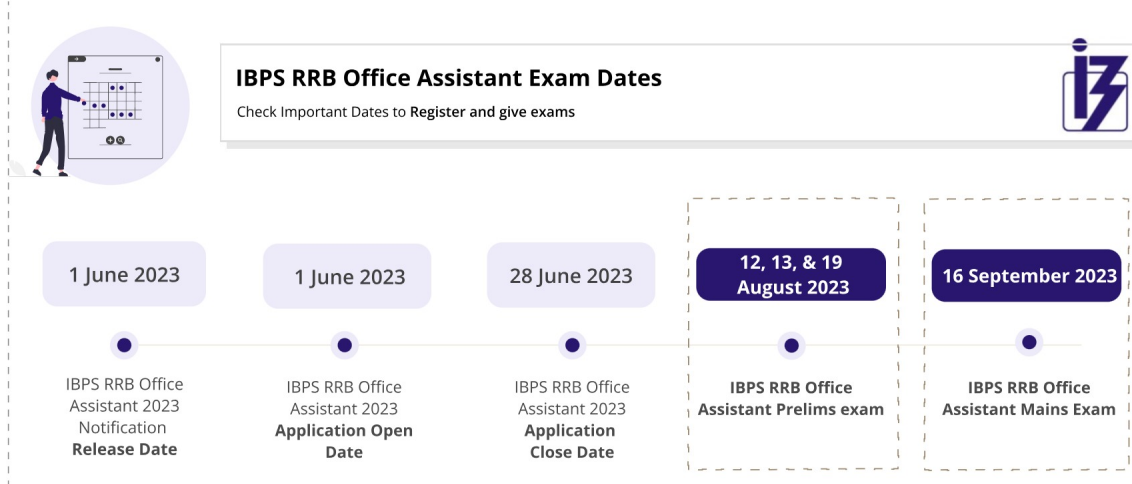 IBPS RRB Office Assistant Exam Dates
Check Important Dates to Register and give exams
1 June 2023
IBPS RRB Office
Assistant 2023
Notification
Release Date
1 June 2023
IBPS RRB Office
Assistant 2023
Application Open
Date
28 June 2023
IBPS RRB Office
Assistant 2023
Application
Close Date
12, 13, & 19
August 2023
IBPS RRB Office
Assistant Prelims exam
16 September 2023
IBPS RRB Office
Assistant Mains Exam